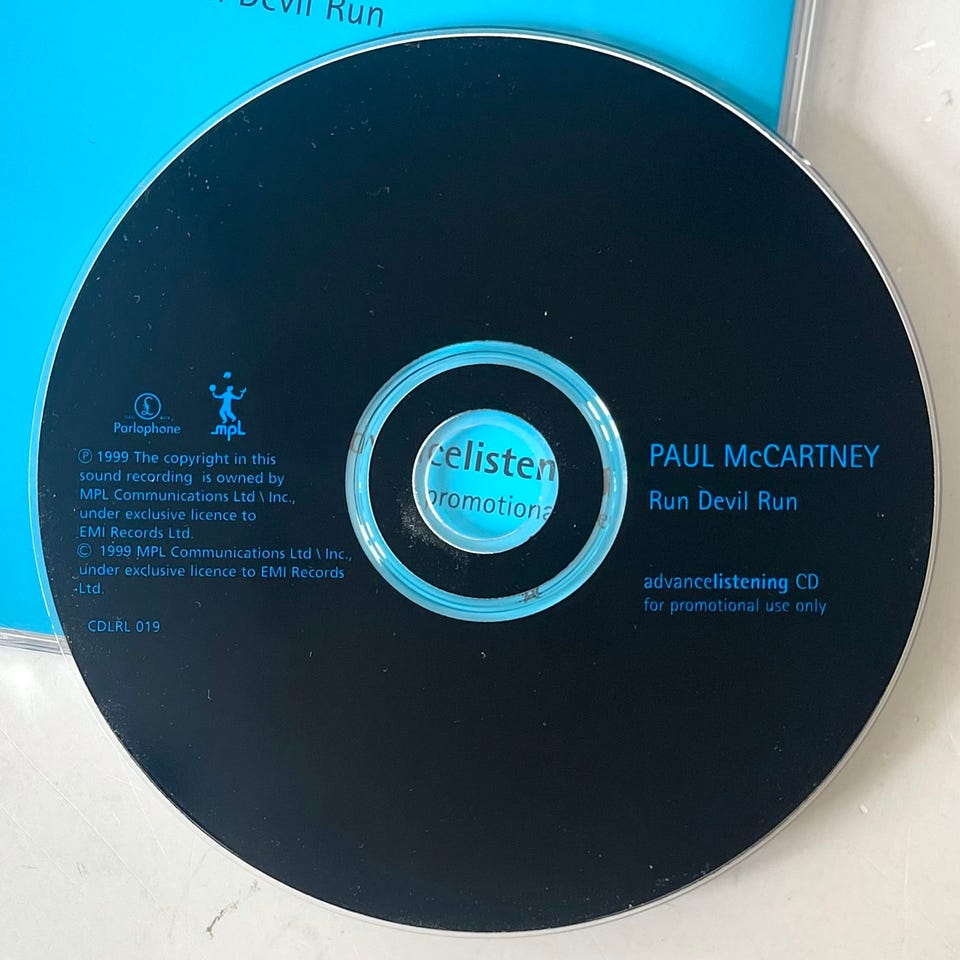 Devil Run
Parlophone
mpL
℗ 1999 The copyright in this
sound recording is owned by
MPL Communications Ltd \ Inc.,
under exclusive licence to
EMI Records Ltd.
© 1999 MPL Communications Ltd \ Inc.,
under exclusive licence to EMI Records
Ltd.
CDLRL 019
celisten
promotiona
PAUL McCARTNEY
Run Devil Run
advancelistening CD
for promotional use only